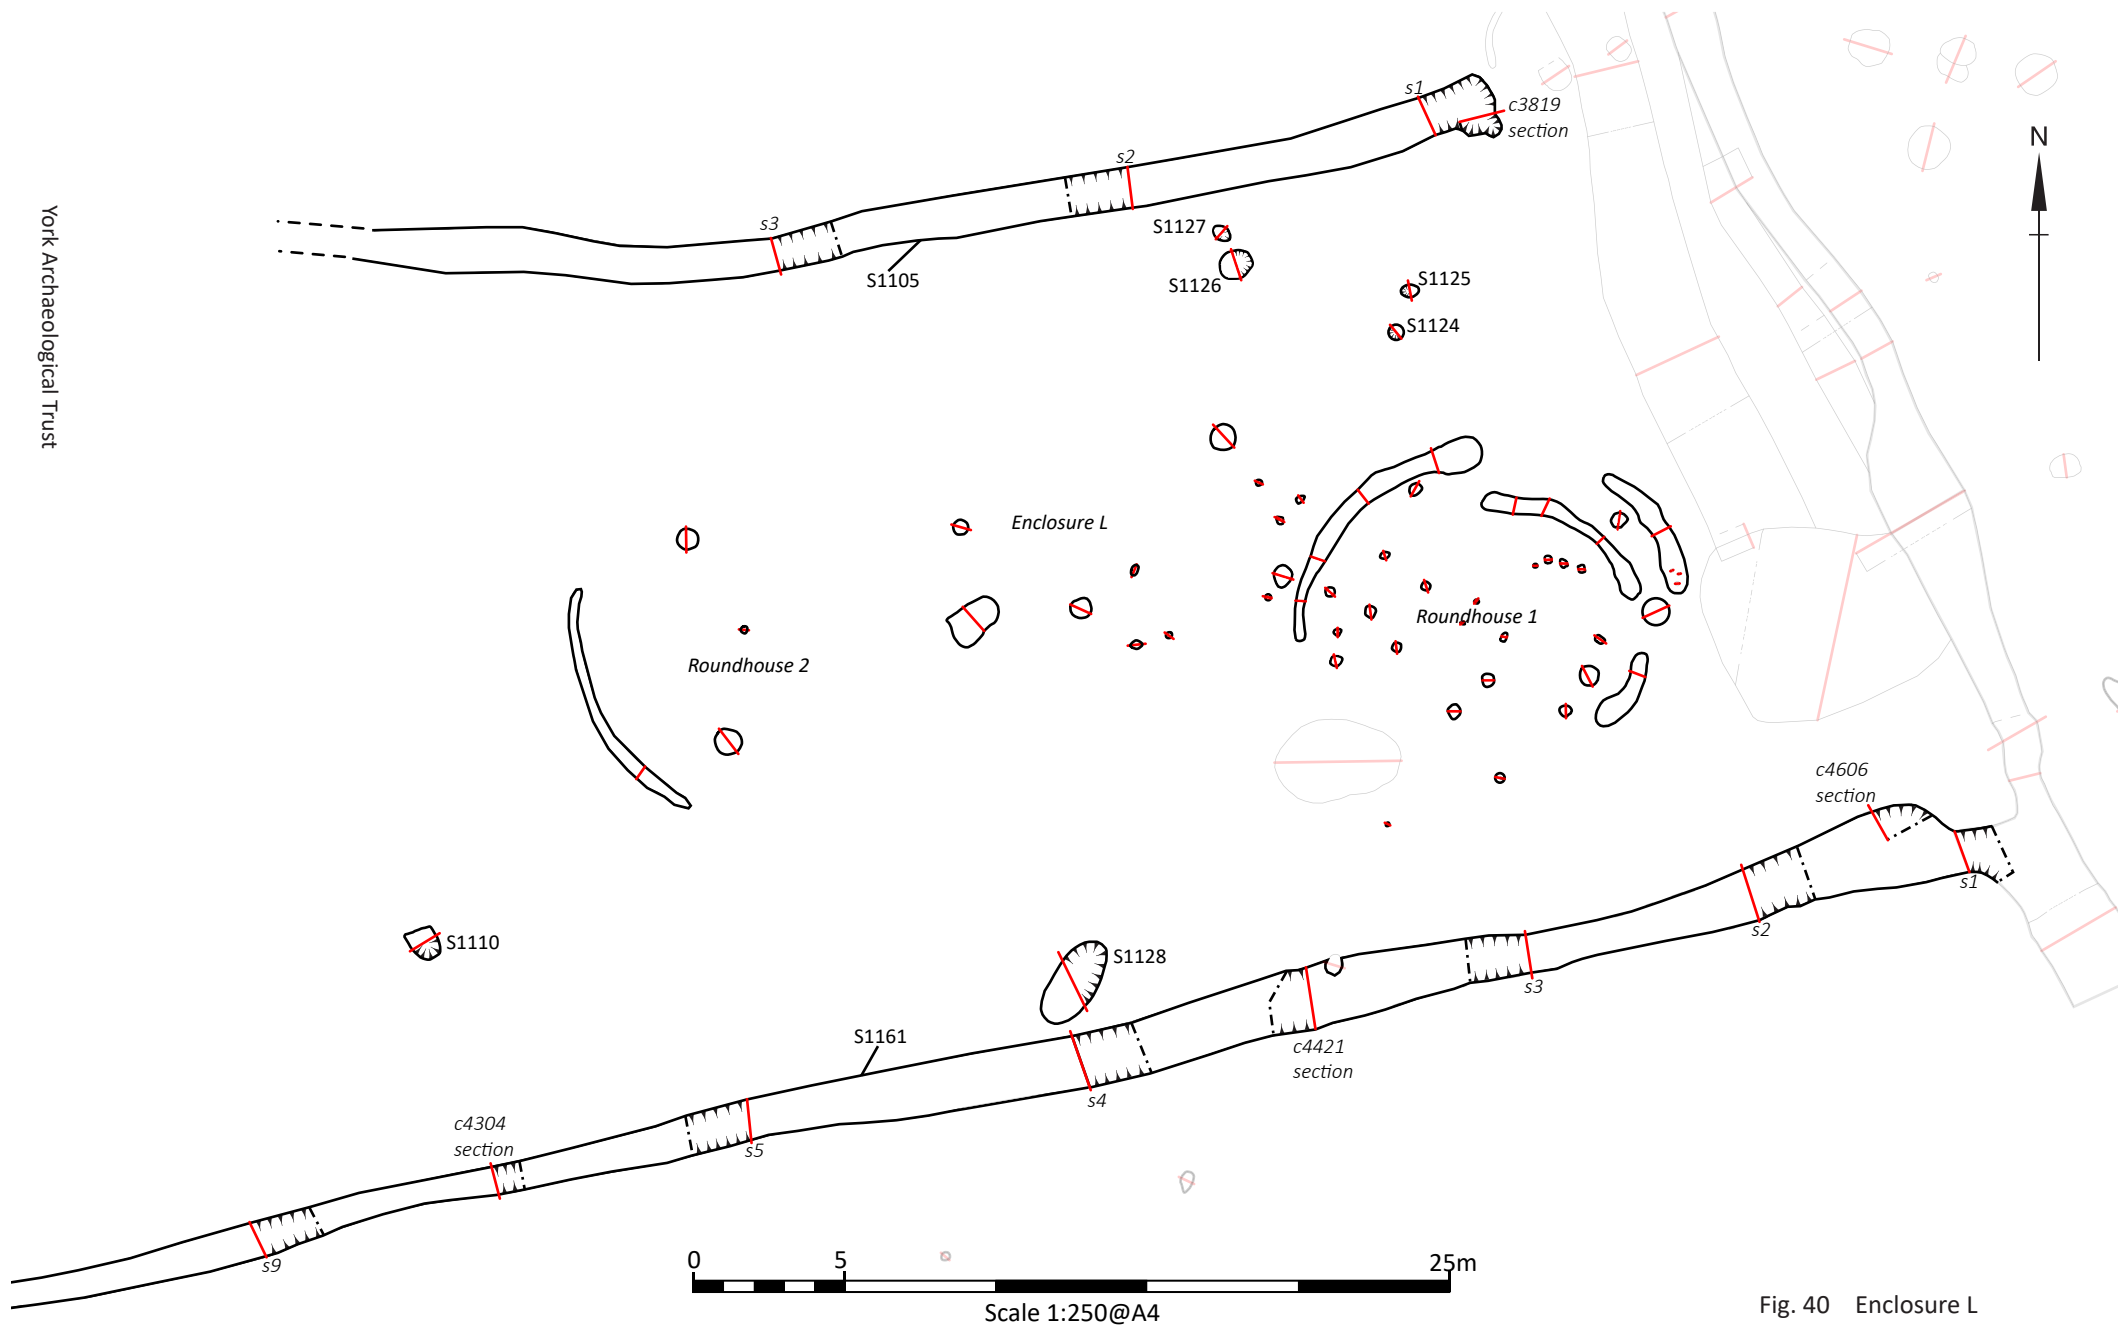 York Archaeological Trust
s1
c3819
section
N
s2
s3
S1127
S1126
S1105
S1125
S1124
Enclosure L
Roundhouse 1
Roundhouse 2
c4606
section
s1
s2
S1110
S1128
s3
S1161
c4421
section
s4
c4304
section
s5
s9
0 5 25m
Scale 1:250@A4
Fig. 40 Enclosure L